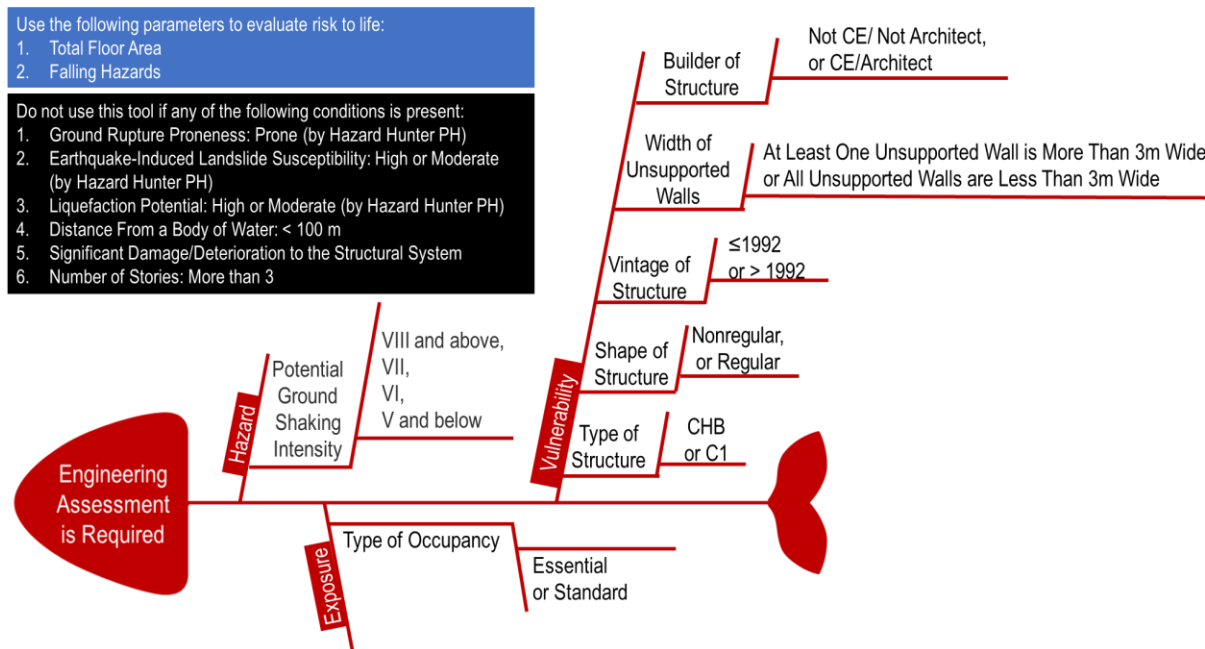 Use the following parameters to evaluate risk to life:
1. Total Floor Area
2. Falling Hazards
Do not use this tool if any of the following conditions is present:
1. Ground Rupture Proneness: Prone (by Hazard Hunter PH)
2. Earthquake-Induced Landslide Susceptibility: High or Moderate
(by Hazard Hunter PH)
3. Liquefaction Potential: High or Moderate (by Hazard Hunter PH)
4. Distance From a Body of Water: < 100 m
5. Significant Damage/Deterioration to the Structural System
6. Number of Stories: More than 3
Engineering
Assessment
is Required
Hazard
Potential
Ground
Shaking
Intensity
VIII and above,
VII,
VI,
V and below
Exposure
Type of Occupancy
Essential
or Standard
Vulnerability
Builder of
Structure
Not CE/ Not Architect,
or CE/Architect
Width of
Unsupported
Walls
At Least One Unsupported Wall is More Than 3m Wide
or All Unsupported Walls are Less Than 3m Wide
Vintage of
Structure
≤1992
or > 1992
Shape of
Structure
Nonregular,
or Regular
Type of
Structure
CHB
or C1